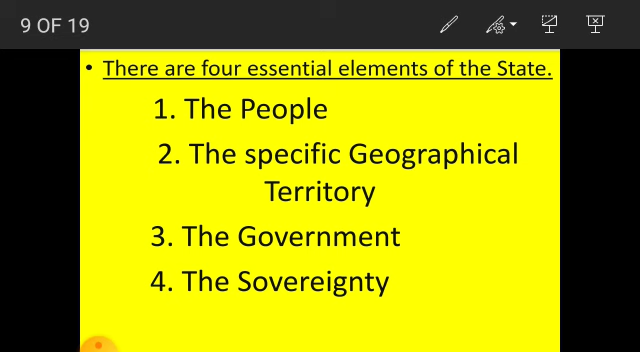 9 OF 19
• There are four essential elements of the State.
1. The People
2. The specific Geographical
Territory
3. The Government
4. The Sovereignty